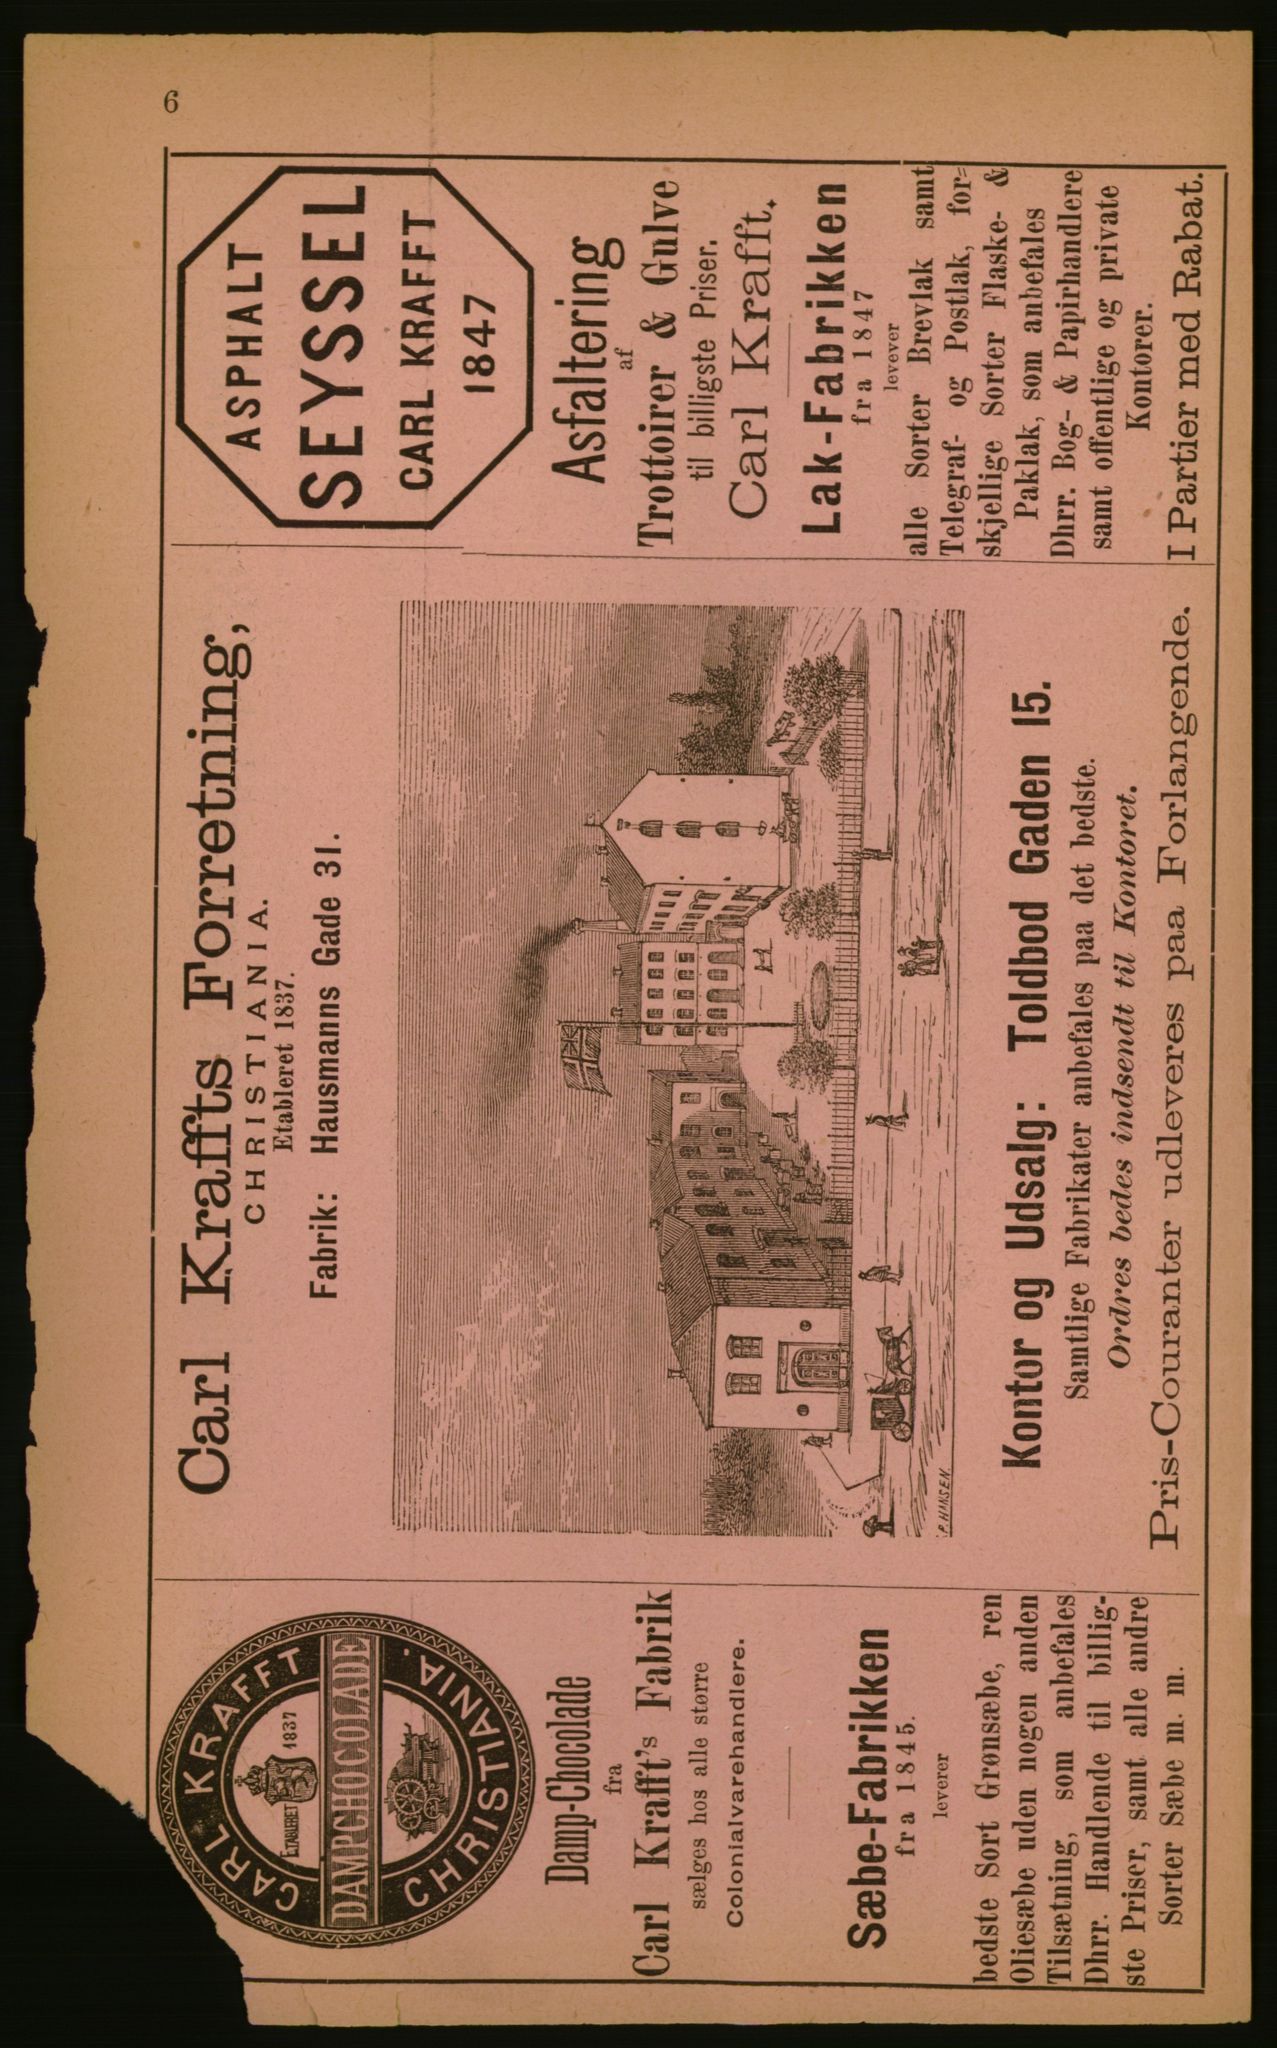 6
CARL KRAFFT
ETABLERET 1837
DAMPCHOCOLADE
CHRISTIANIA.
Damp-Chocolade
fra
Carl Krafft's Fabrik
sælges hos alle større
Colonialvarehandlere.
Sæbe-Fabrikken
fra 1845.
leverer
bedste Sort Grønsæbe, ren
Oliesæbe uden nogen anden
Tilsætning, som anbefales
Dhrr. Handlende til billig-
ste Priser, samt alle andre
Sorter Sæbe m. m.
Carl Kraffts Forretning,
CHRISTIANIA.
Etableret 1837.
Fabrik: Hausmanns Gade 31.
P. HANSEN.
Kontor og Udsalg: Toldbod Gaden 15.
Samtlige Fabrikater anbefales paa det bedste.
Ordres bedes indsendt til Kontoret.
Pris-Couranter udleveres paa Forlangende.
ASPHALT
SEYSSEL
CARL KRAFFT
1847
Asfaltering
af
Trottoirer & Gulve
til billigste Priser.
Carl Krafft.
Lak-Fabrikken
fra 1847
levever
alle Sorter Brevlak samt
Telegraf- og Postlak, for-
skjellige Sorter Flaske- &
Paklak, som anbefales
Dhrr. Bog- & Papirhandlere
samt offentlige og private
Kontorer.
I Partier med Rabat.